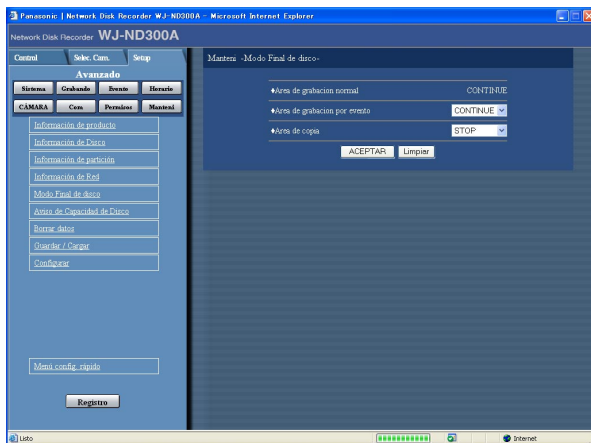 Panasonic | Network Disk Recorder WJ-ND300A - Microsoft Internet Explorer
Network Disk Recorder WJ-ND300A
Control Selec. Cam. Setup
Avanzado
Sistema Grabando Evento Horario
CÁMARA Com Permisos Manteni
Información de producto
Información de Disco
Información de partición
Información de Red
Modo Final de disco
Aviso de Capacidad de Disco
Borrar datos
Guardar / Cargar
Configurar
Menú config. rápido
Registro
Manteni -Modo Final de disco-
♦Area de grabacion normal CONTINUE
♦Area de grabacion por evento CONTINUE
♦Area de copia STOP
ACEPTAR Limpiar
Listo Internet